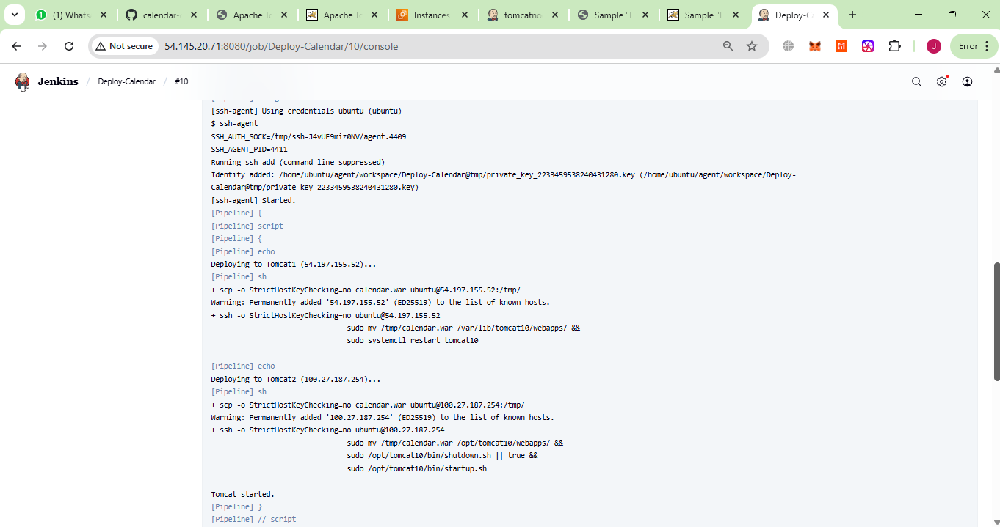 (1) Whats
calendar-
Apache To
Apache To
Instances
tomcatno
Sample "H
Sample "H
Deploy-Ca
Not secure
54.145.20.71:8080/job/Deploy-Calendar/10/console
J
Error
Jenkins / Deploy-Calendar / #10
[ssh-agent] Using credentials ubuntu (ubuntu)
$ ssh-agent
SSH_AUTH_SOCK=/tmp/ssh-J4vUE9miz0NV/agent.4409
SSH_AGENT_PID=4411
Running ssh-add (command line suppressed)
Identity added: /home/ubuntu/agent/workspace/Deploy-Calendar@tmp/private_key_2233459538240431280.key (/home/ubuntu/agent/workspace/Deploy-
Calendar@tmp/private_key_2233459538240431280.key)
[ssh-agent] Started.
[Pipeline] {
[Pipeline] script
[Pipeline] {
[Pipeline] echo
Deploying to Tomcat1 (54.197.155.52)...
[Pipeline] sh
+ scp -o StrictHostKeyChecking=no calendar.war ubuntu@54.197.155.52:/tmp/
Warning: Permanently added '54.197.155.52' (ED25519) to the list of known hosts.
+ ssh -o StrictHostKeyChecking=no ubuntu@54.197.155.52
sudo mv /tmp/calendar.war /var/lib/tomcat10/webapps/ &&
sudo systemctl restart tomcat10
[Pipeline] echo
Deploying to Tomcat2 (100.27.187.254)...
[Pipeline] sh
+ scp -o StrictHostKeyChecking=no calendar.war ubuntu@100.27.187.254:/tmp/
Warning: Permanently added '100.27.187.254' (ED25519) to the list of known hosts.
+ ssh -o StrictHostKeyChecking=no ubuntu@100.27.187.254
sudo mv /tmp/calendar.war /opt/tomcat10/webapps/ &&
sudo /opt/tomcat10/bin/shutdown.sh || true &&
sudo /opt/tomcat10/bin/startup.sh
Tomcat started.
[Pipeline] }
[Pipeline] // script